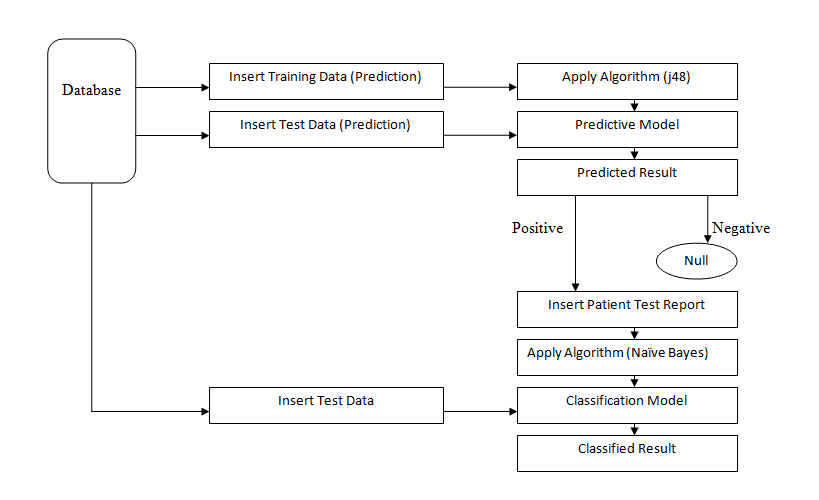 Database
Insert Training Data (Prediction)
Apply Algorithm (j48)
Insert Test Data (Prediction)
Predictive Model
Predicted Result
Positive
Negative
Null
Insert Patient Test Report
Apply Algorithm (Naïve Bayes)
Insert Test Data
Classification Model
Classified Result